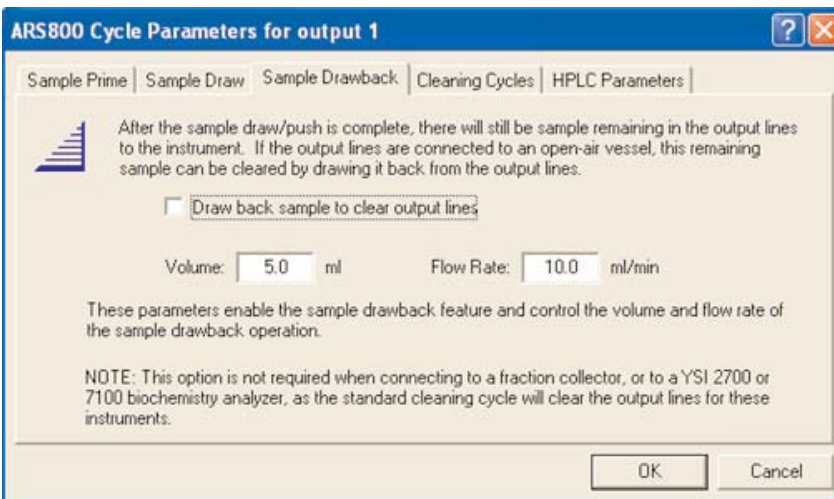 ARS800 Cycle Parameters for output 1
Sample Prime Sample Draw Sample Drawback Cleaning Cycles HPLC Parameters
After the sample draw/push is complete, there will still be sample remaining in the output lines
to the instrument. If the output lines are connected to an open-air vessel, this remaining
sample can be cleared by drawing it back from the output lines.
Draw back sample to clear output lines
Volume: 5.0 ml Flow Rate: 10.0 ml/min
These parameters enable the sample drawback feature and control the volume and flow rate of
the sample drawback operation.
NOTE: This option is not required when connecting to a fraction collector, or to a YSI 2700 or
7100 biochemistry analyzer, as the standard cleaning cycle will clear the output lines for these
instruments.
OK Cancel